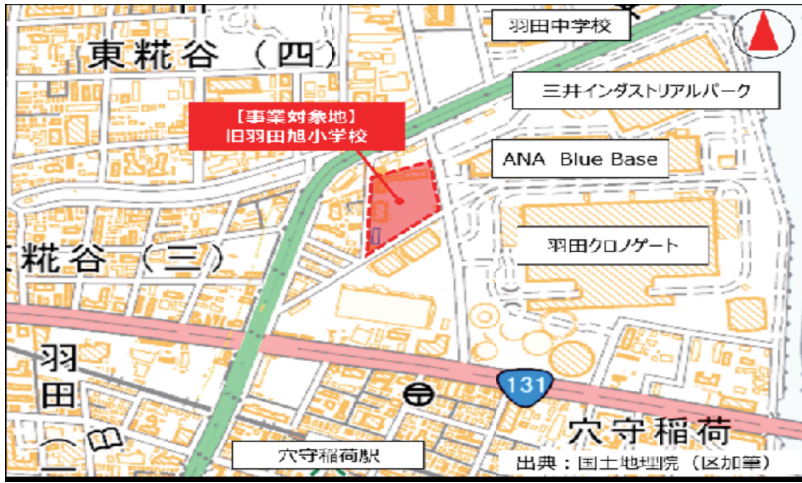 羽田中学校
東糀谷(四)
三井インダストリアルパーク
【事業対象地】
旧羽田旭小学校
ANA Blue Base
羽田クロノゲート
糀谷(三)
131
羽田
穴守稲荷
穴守稲荷駅
出典：国土地理院（区加筆）